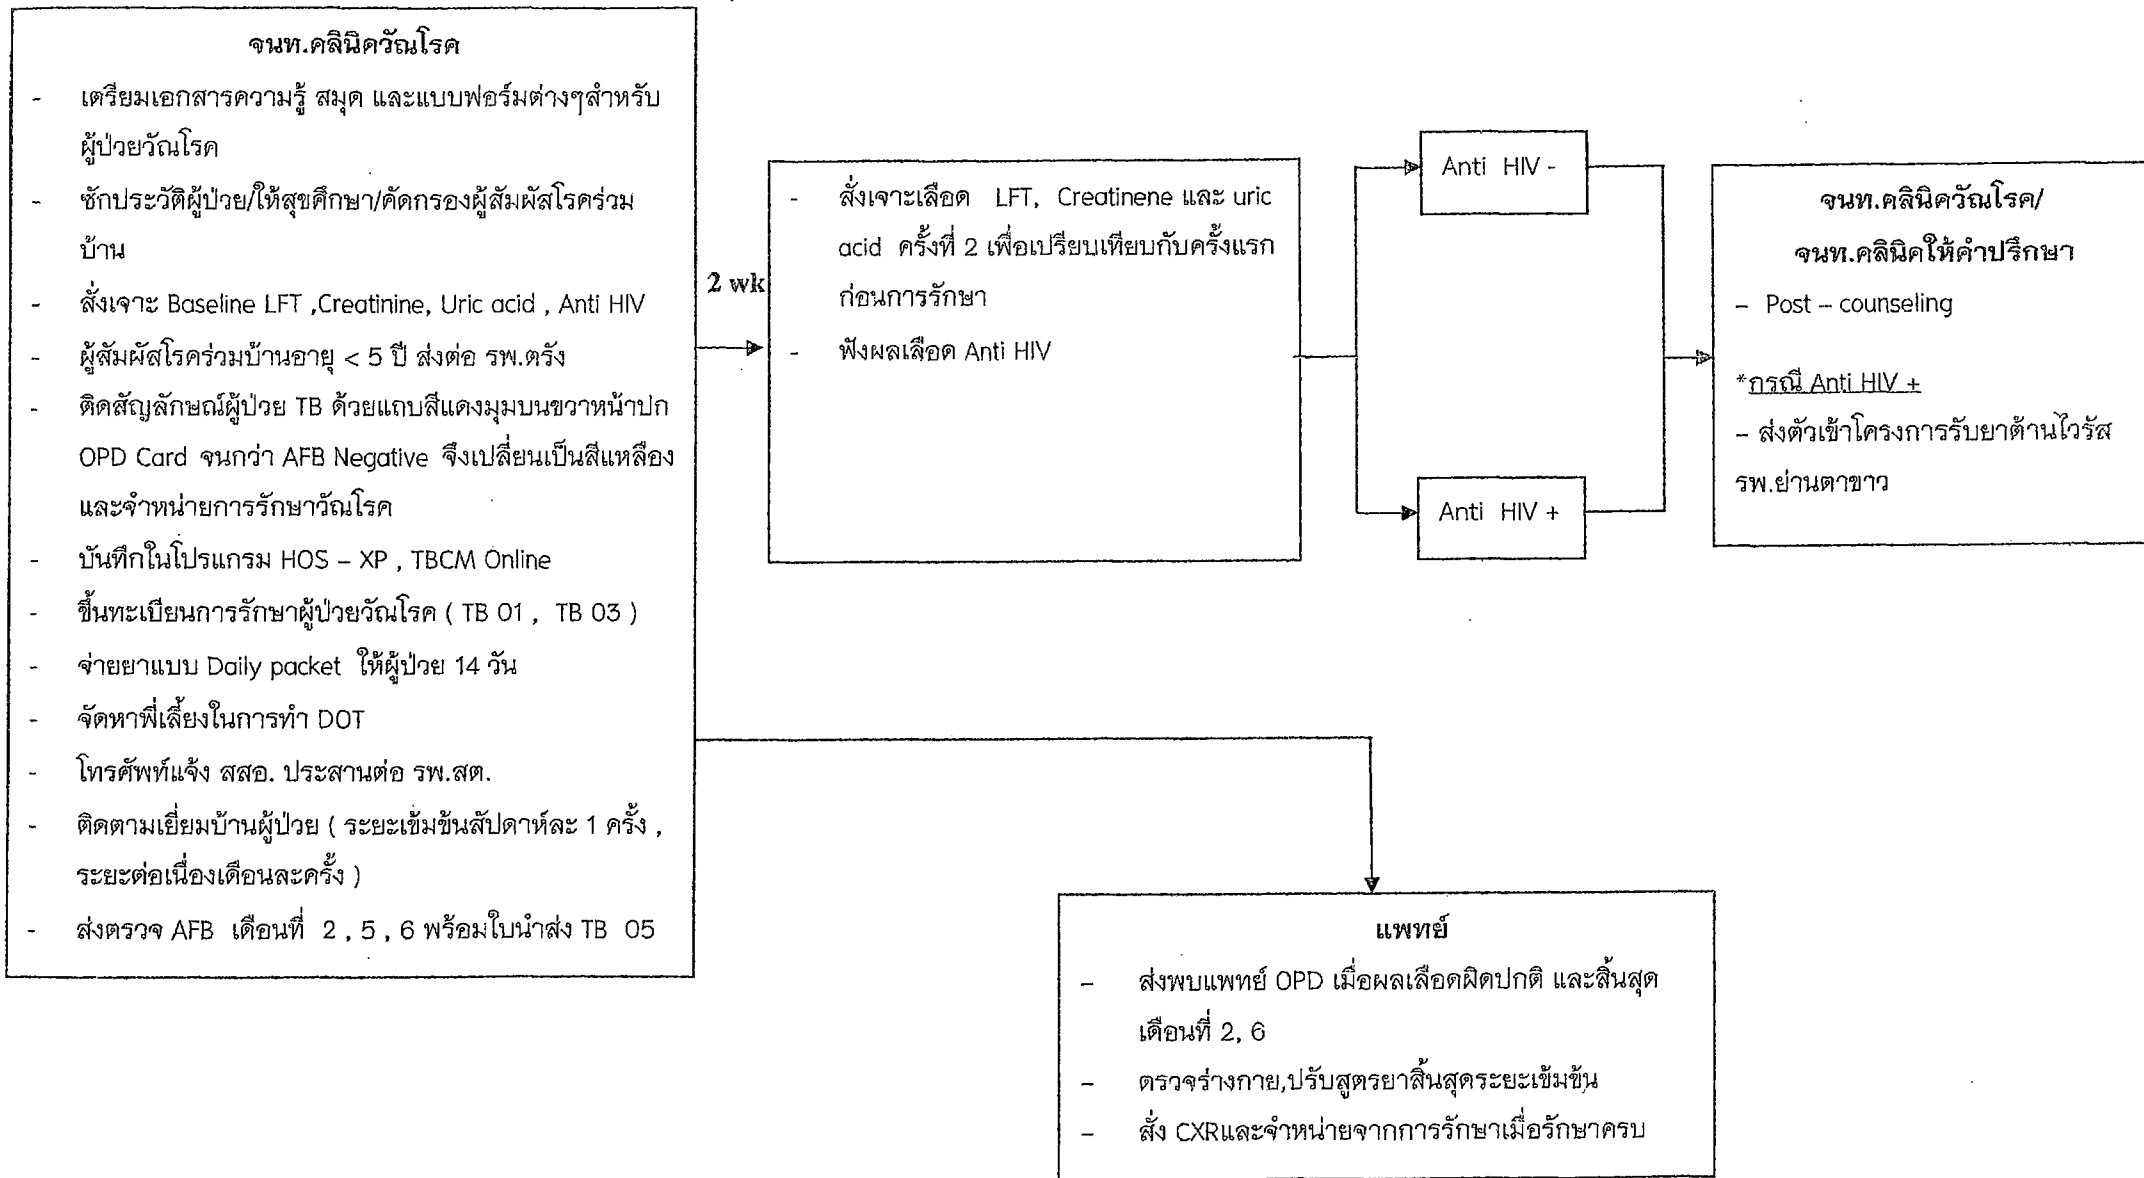 จนท.คลินิควัณโรค
- เตรียมเอกสารความรู้ สมุด และแบบฟอร์มต่างๆสำหรับ
ผู้ป่วยวัณโรค
- ซักประวัติผู้ป่วย/ให้สุขศึกษา/คัดกรองผู้สัมผัสโรคร่วม
บ้าน
- สั่งเจาะ Baseline LFT ,Creatinine, Uric acid , Anti HIV
- ผู้สัมผัสโรคร่วมบ้านอายุ < 5 ปี ส่งต่อ รพ.ตรัง
- ติดสัญลักษณ์ผู้ป่วย TB ด้วยแถบสีแดงมุมบนขวาหน้าปก
OPD Card จนกว่า AFB Negative จึงเปลี่ยนเป็นสีแหลือง
และจำหน่ายการรักษาวัณโรค
- บันทึกในโปรแกรม HOS – XP , TBCM Online
- ขึ้นทะเบียนการรักษาผู้ป่วยวัณโรค ( TB 01 , TB 03 )
- จ่ายยาแบบ Daily packet ให้ผู้ป่วย 14 วัน
- จัดหาพี่เลี้ยงในการทำ DOT
- โทรศัพท์แจ้ง สสอ. ประสานต่อ รพ.สต.
- ติดตามเยี่ยมบ้านผู้ป่วย ( ระยะเข้มข้นสัปดาห์ละ 1 ครั้ง ,
ระยะต่อเนื่องเดือนละครั้ง )
- ส่งตรวจ AFB เดือนที่ 2 , 5 , 6 พร้อมใบนำส่ง TB 05
2 wk
- สั่งเจาะเลือด LFT, Creatinene และ uric
acid ครั้งที่ 2 เพื่อเปรียบเทียบกับครั้งแรก
ก่อนการรักษา
- ฟังผลเลือด Anti HIV
Anti HIV -
Anti HIV +
จนท.คลินิควัณโรค/
จนท.คลินิคให้คำปรึกษา
– Post – counseling
*กรณี Anti HIV +
– ส่งตัวเข้าโครงการรับยาต้านไวรัส
รพ.ย่านตาขาว
แพทย์
– ส่งพบแพทย์ OPD เมื่อผลเลือดผิดปกติ และสิ้นสุด
เดือนที่ 2, 6
– ตรวจร่างกาย,ปรับสูตรยาสิ้นสุดระยะเข้มข้น
– สั่ง CXRและจำหน่ายจากการรักษาเมื่อรักษาครบ